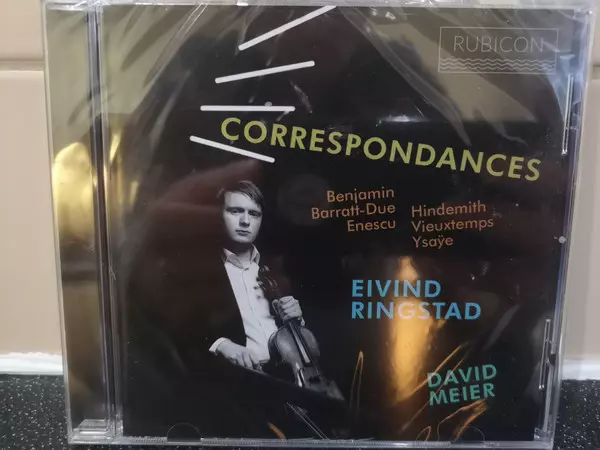 RUBICON
CORRESPONDANCES
Benjamin
Barratt-Due
Enescu
Hindemith
Vieuxtemps
Ysaÿe
EIVIND
RINGSTAD
DAVID
MEIER